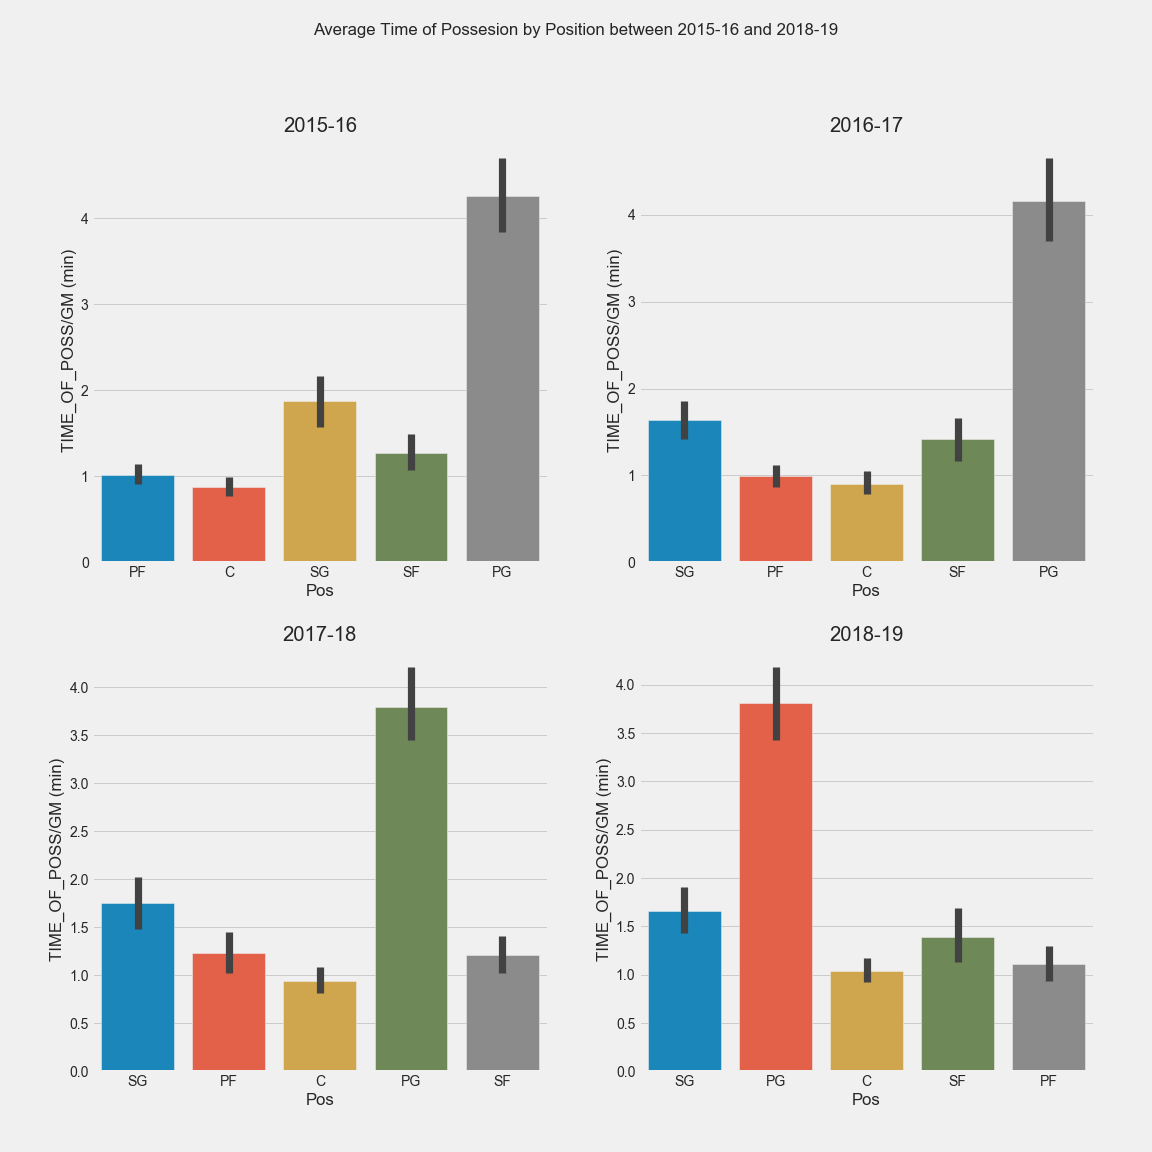 Average Time of Possesion by Position between 2015-16 and 2018-19
2015-16
TIME_OF_POSS/GM (min)
4
3
2
1
0
PF C SG SF PG
Pos
2016-17
TIME_OF_POSS/GM (min)
4
3
2
1
0
SG PF C SF PG
Pos
2017-18
TIME_OF_POSS/GM (min)
4.0
3.5
3.0
2.5
2.0
1.5
1.0
0.5
0.0
SG PF C PG SF
Pos
2018-19
TIME_OF_POSS/GM (min)
4.0
3.5
3.0
2.5
2.0
1.5
1.0
0.5
0.0
SG PG C SF PF
Pos